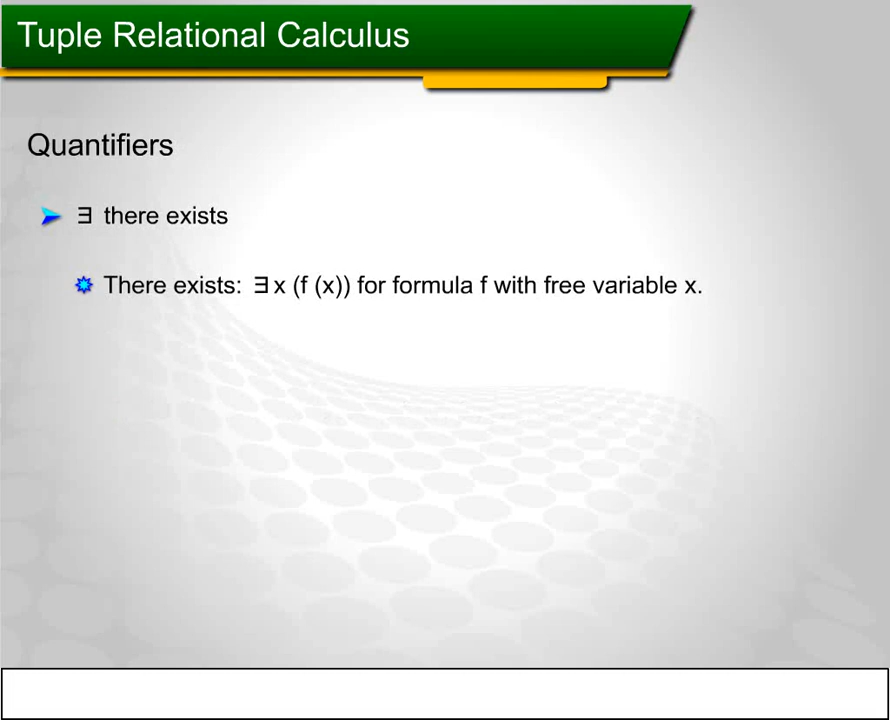 Tuple Relational Calculus
Quantifiers
∃ there exists
There exists: ∃ x (f (x)) for formula f with free variable x.